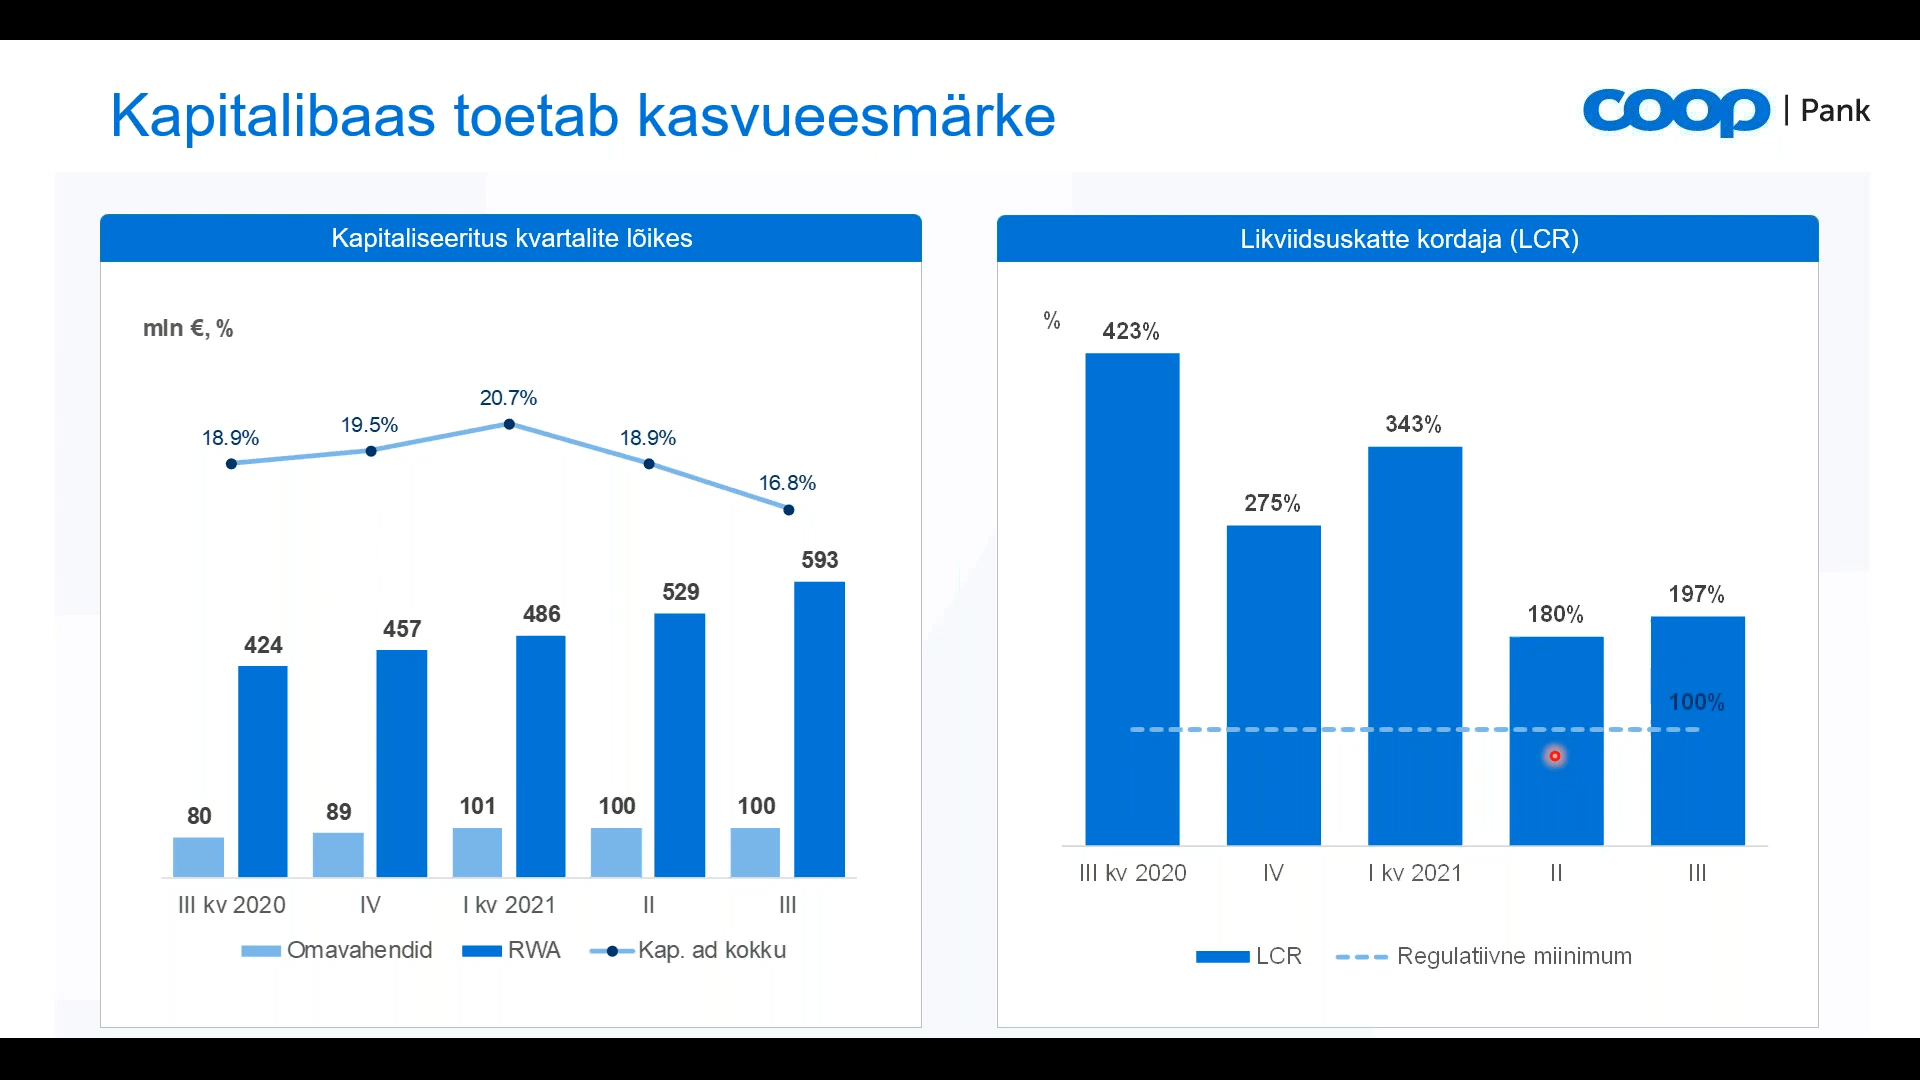 Kapitalibaas toetab kasvueesmärke
coop | Pank
Kapitaliseeritus kvartalite lõikes
mln €, %
18.9%
19.5%
20.7%
18.9%
16.8%
424
457
486
529
593
80
89
101
100
100
III kv 2020
IV
I kv 2021
II
III
Omavahendid
RWA
Kap. ad kokku
Likviidsuskatte kordaja (LCR)
%
423%
275%
343%
180%
197%
100%
III kv 2020
IV
I kv 2021
II
III
LCR
Regulatiivne miinimum